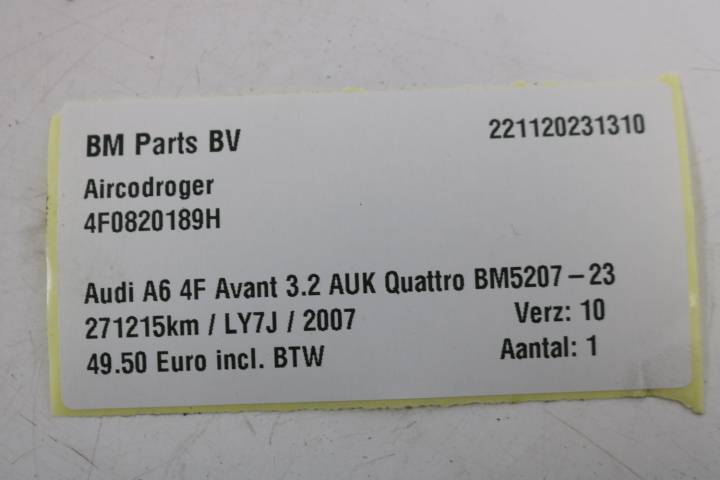 BM Parts BV 221120231310
Aircodroger
4F0820189H
Audi A6 4F Avant 3.2 AUK Quattro BM5207-23
271215km / LY7J / 2007 Verz: 10
49.50 Euro incl. BTW Aantal: 1